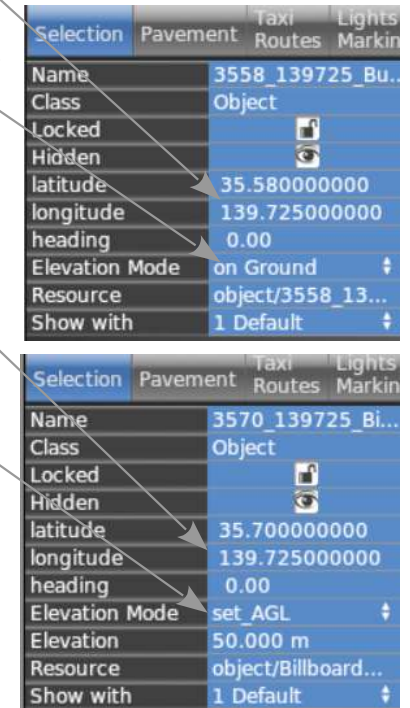 Selection Pavement Taxi Routes Lights Markin
Name 3558_139725_Bu...
Class Object
Locked
Hidden
latitude 35.580000000
longitude 139.725000000
heading 0.00
Elevation Mode on Ground
Resource object/3558_13...
Show with 1 Default
Selection Pavement Taxi Routes Lights Markin
Name 3570_139725_Bi...
Class Object
Locked
Hidden
latitude 35.700000000
longitude 139.725000000
heading 0.00
Elevation Mode set_AGL
Elevation 50.000 m
Resource object/Billboard...
Show with 1 Default